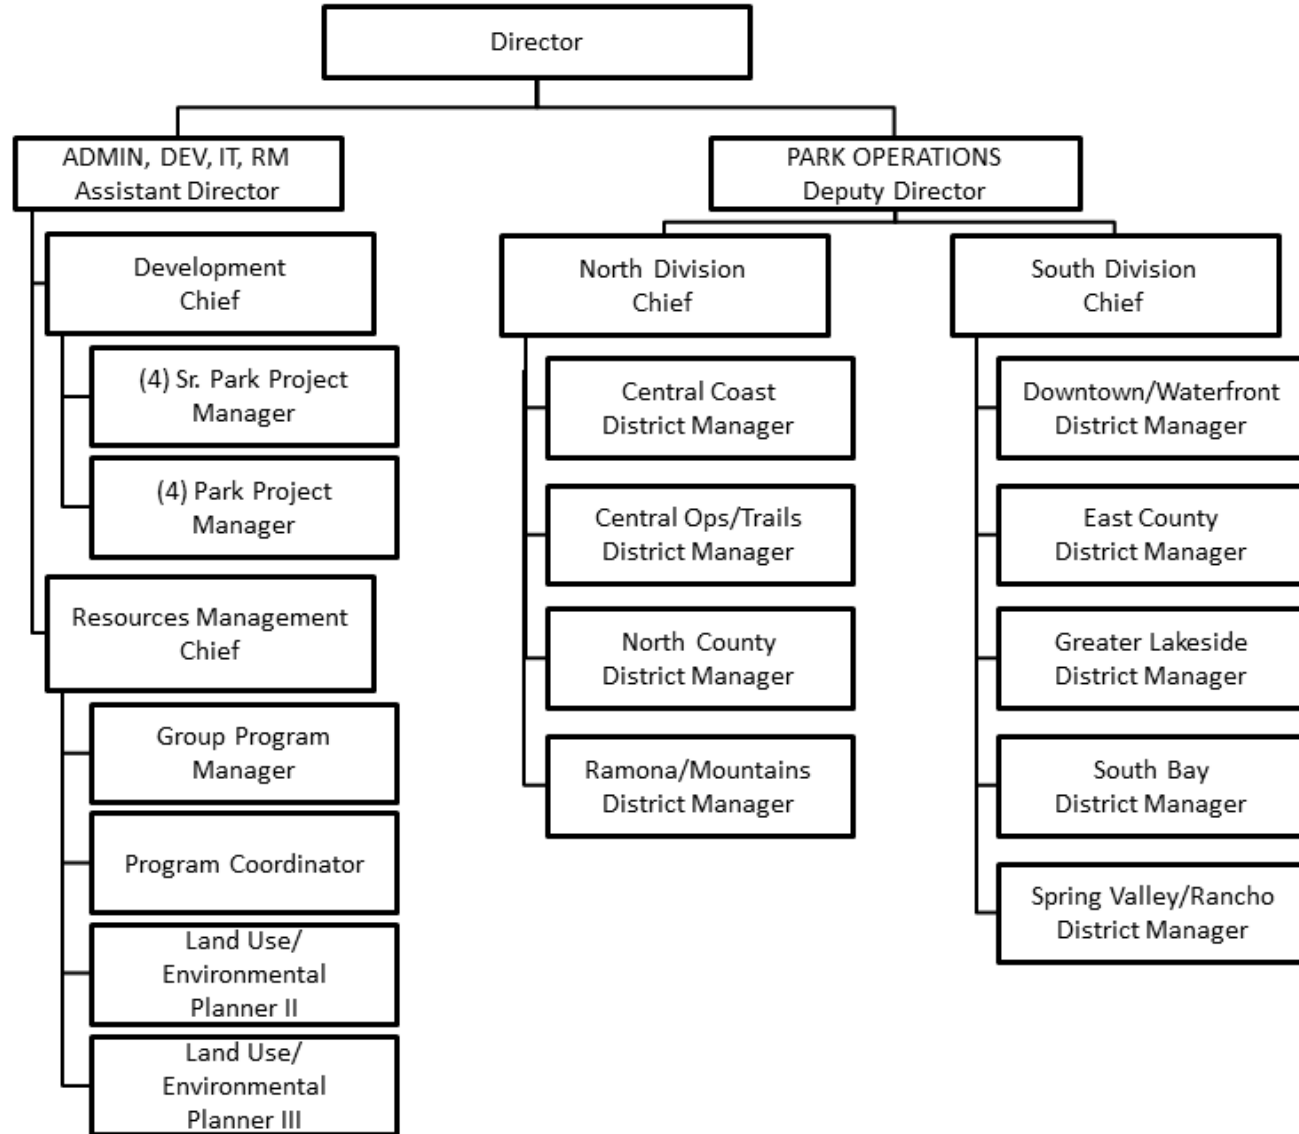 Director
ADMIN, DEV, IT, RM
Assistant Director
PARK OPERATIONS
Deputy Director
Development
Chief
(4) Sr. Park Project
Manager
(4) Park Project
Manager
Resources Management
Chief
Group Program
Manager
Program Coordinator
Land Use/
Environmental
Planner II
Land Use/
Environmental
Planner III
North Division
Chief
Central Coast
District Manager
Central Ops/Trails
District Manager
North County
District Manager
Ramona/Mountains
District Manager
South Division
Chief
Downtown/Waterfront
District Manager
East County
District Manager
Greater Lakeside
District Manager
South Bay
District Manager
Spring Valley/Rancho
District Manager